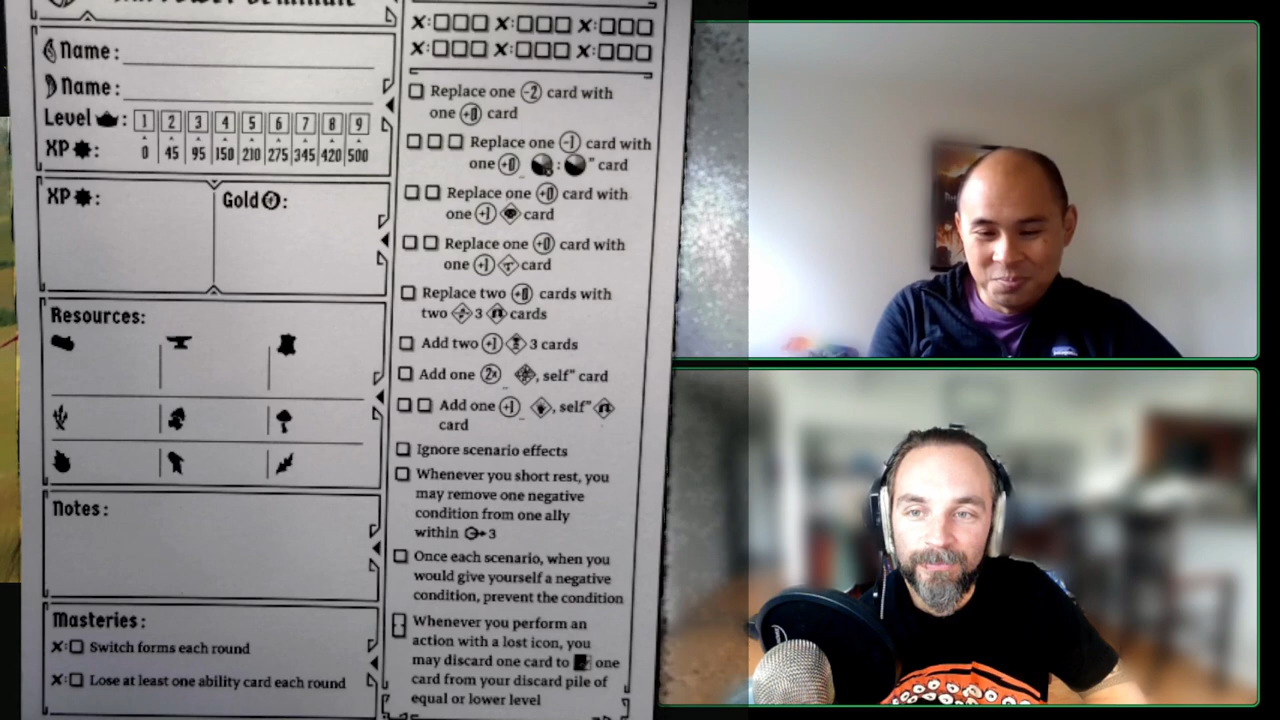 Name:
Name:
Level : 1 2 3 4 5 6 7 8 9
XP : 0 45 95 150 210 275 345 420 500
XP : Gold :
Resources:
Notes:
Masteries:
x: Switch forms each round
x: Lose at least one ability card each round
x: x: x:
x: x: x:
Replace one -2 card with
one +0 card
Replace one -1 card with
one +0 : " card
Replace one +0 card with
one +1 card
Replace one +0 card with
one +1 card
Replace two +0 cards with
two 3 cards
Add two +1 3 cards
Add one 2x , self" card
Add one +1 , self"
card
Ignore scenario effects
Whenever you short rest, you
may remove one negative
condition from one ally
within 3
Once each scenario, when you
would give yourself a negative
condition, prevent the condition
Whenever you perform an
action with a lost icon, you
may discard one card to one
card from your discard pile of
equal or lower level